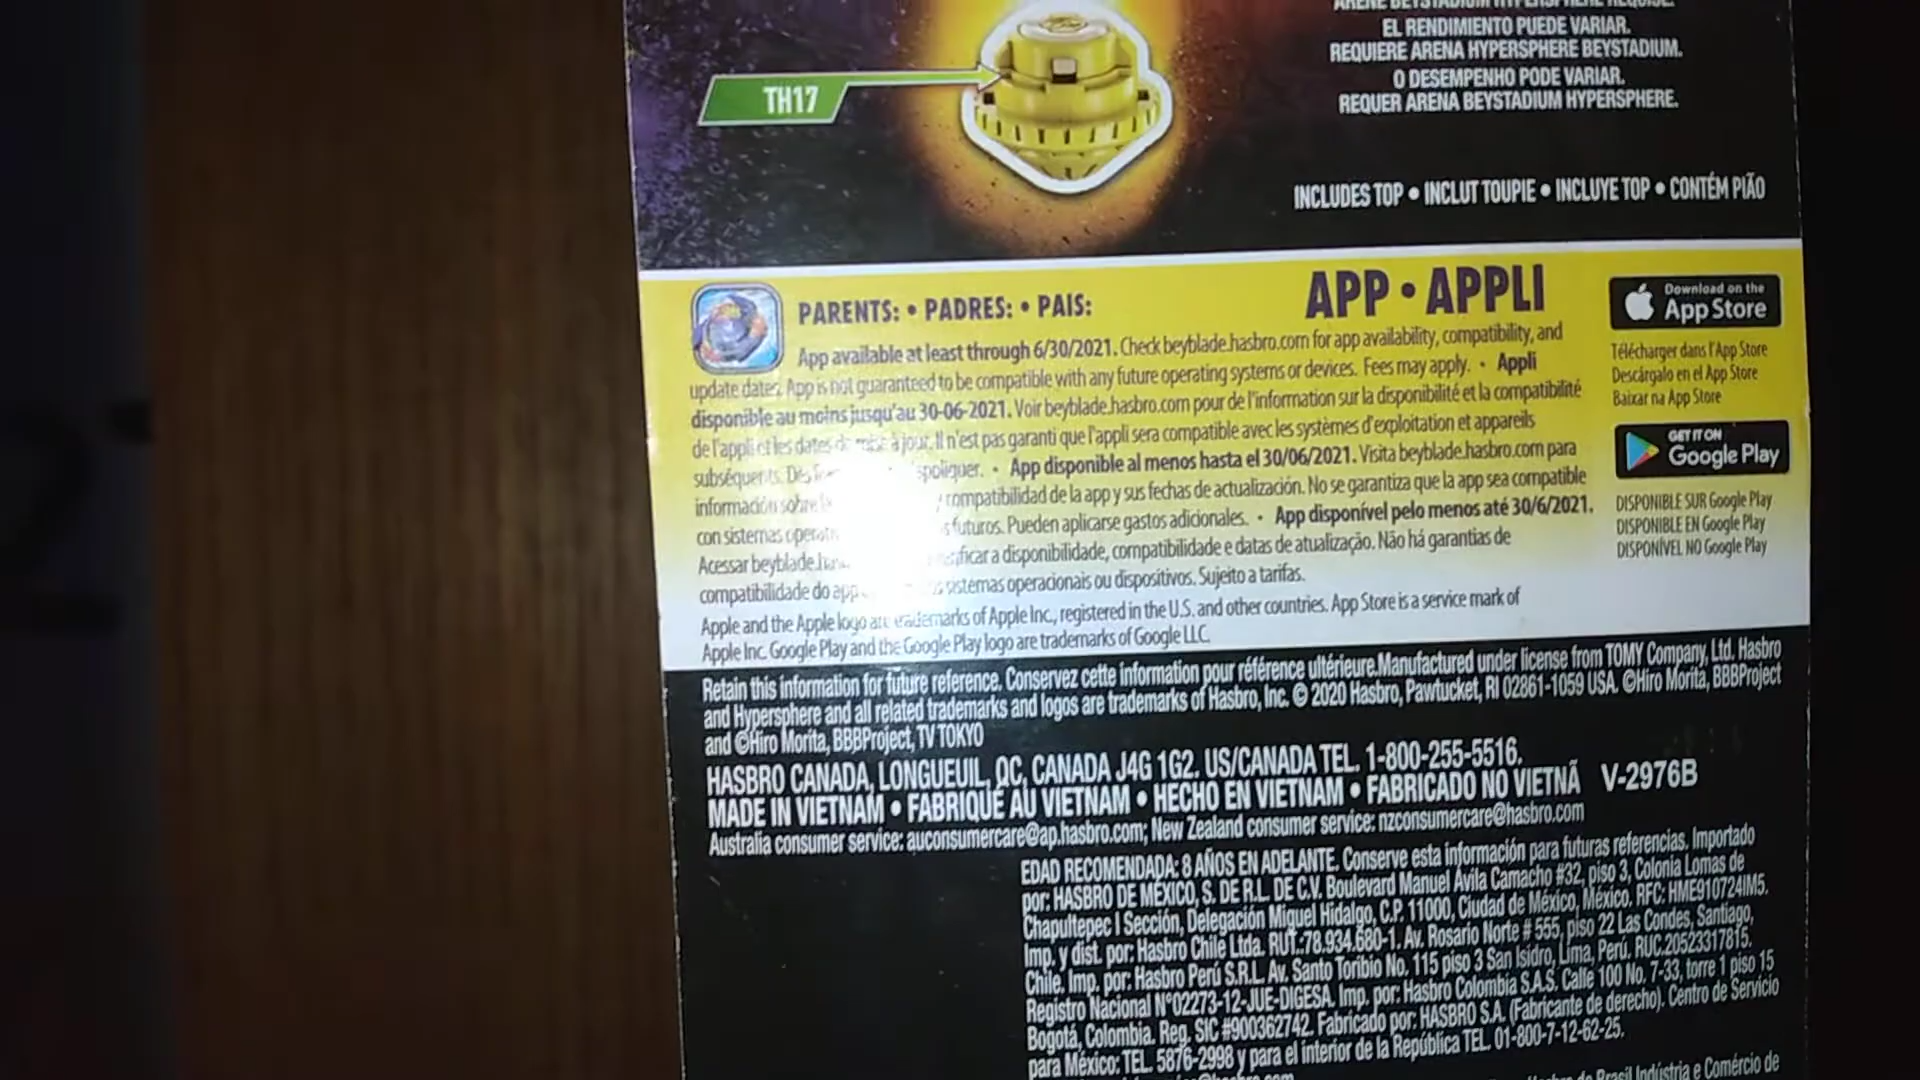 ARENE BEYSTADIUM HYPERSPHERE REQUISE.
EL RENDIMIENTO PUEDE VARIAR.
REQUIERE ARENA HYPERSPHERE BEYSTADIUM.
O DESEMPENHO PODE VARIAR.
REQUER ARENA BEYSTADIUM HYPERSPHERE.
TH17
INCLUDES TOP • INCLUT TOUPIE • INCLUYE TOP • CONTÉM PIÃO
PARENTS: • PADRES: • PAIS:
APP • APPLI
App available at least through 6/30/2021. Check beyblade.hasbro.com for app availability, compatibility, and
update dates. App is not guaranteed to be compatible with any future operating systems or devices. Fees may apply. • Appli
disponible au moins jusqu'au 30-06-2021. Voir beyblade.hasbro.com pour de l'information sur la disponibilité et la compatibilité
de l'appli et les dates de mise à jour. Il n'est pas garanti que l'appli sera compatible avec les systèmes d'exploitation et appareils
subséquents. Des • App disponible al menos hasta el 30/06/2021. Visita beyblade.hasbro.com para
información sobre y compatibilidad de la app y sus fechas de actualización. No se garantiza que la app sea compatible
con sistemas futuros. Pueden aplicarse gastos adicionales. • App disponível pelo menos até 30/6/2021.
Acessar a disponibilidade, compatibilidade e datas de atualização. Não há garantias de
compatibilidade do app sistemas operacionais ou dispositivos. Sujeito a tarifas.
Apple and the Apple logo are trademarks of Apple Inc., registered in the U.S. and other countries. App Store is a service mark of
Apple Inc. Google Play and the Google Play logo are trademarks of Google LLC.
Download on the
App Store
Télécharger dans l'App Store
Descárgalo en el App Store
Baixar na App Store
GET IT ON
Google Play
DISPONIBLE SUR Google Play
DISPONIBLE EN Google Play
DISPONÍVEL NO Google Play
Retain this information for future reference. Conservez cette information pour référence ultérieure.Manufactured under license from TOMY Company, Ltd. Hasbro
and Hypersphere and all related trademarks and logos are trademarks of Hasbro, Inc. © 2020 Hasbro, Pawtucket, RI 02861-1059 USA. ©Hiro Morita, BBBProject
and ©Hiro Morita, BBBProject, TV TOKYO
HASBRO CANADA, LONGUEUIL, QC, CANADA J4G 1G2. US/CANADA TEL. 1-800-255-5516.
MADE IN VIETNAM • FABRIQUÉ AU VIETNAM • HECHO EN VIETNAM • FABRICADO NO VIETNÃ V-2976B
Australia consumer service: auconsumercare@ap.hasbro.com; New Zealand consumer service: nzconsumercare@hasbro.com
EDAD RECOMENDADA: 8 AÑOS EN ADELANTE. Conserve esta información para futuras referencias. Importado
por: HASBRO DE MÉXICO, S. DE R.L. DE C.V. Boulevard Manuel Ávila Camacho #32, piso 3, Colonia Lomas de
Chapultepec I Sección, Delegación Miguel Hidalgo, C.P. 11000, Ciudad de México, México. RFC: HME910724IM5.
Imp. y dist. por: Hasbro Chile Ltda. RUT.:78.934.680-1. Av. Rosario Norte # 555, piso 22 Las Condes, Santiago,
Chile. Imp. por: Hasbro Perú S.R.L. Av. Santo Toribio No. 115 piso 3 San Isidro, Lima, Perú. RUC.20523317815.
Registro Nacional N°02273-12-JUE-DIGESA. Imp. por: Hasbro Colombia S.A.S. Calle 100 No. 7-33, torre 1 piso 15
Bogotá, Colombia. Reg. SIC #900362742. Fabricado por: HASBRO S.A. (Fabricante de derecho). Centro de Servicio
para México: TEL. 5876-2998 y para el interior de la República TEL. 01-800-7-12-62-25.
Brasil Indústria e Comércio de